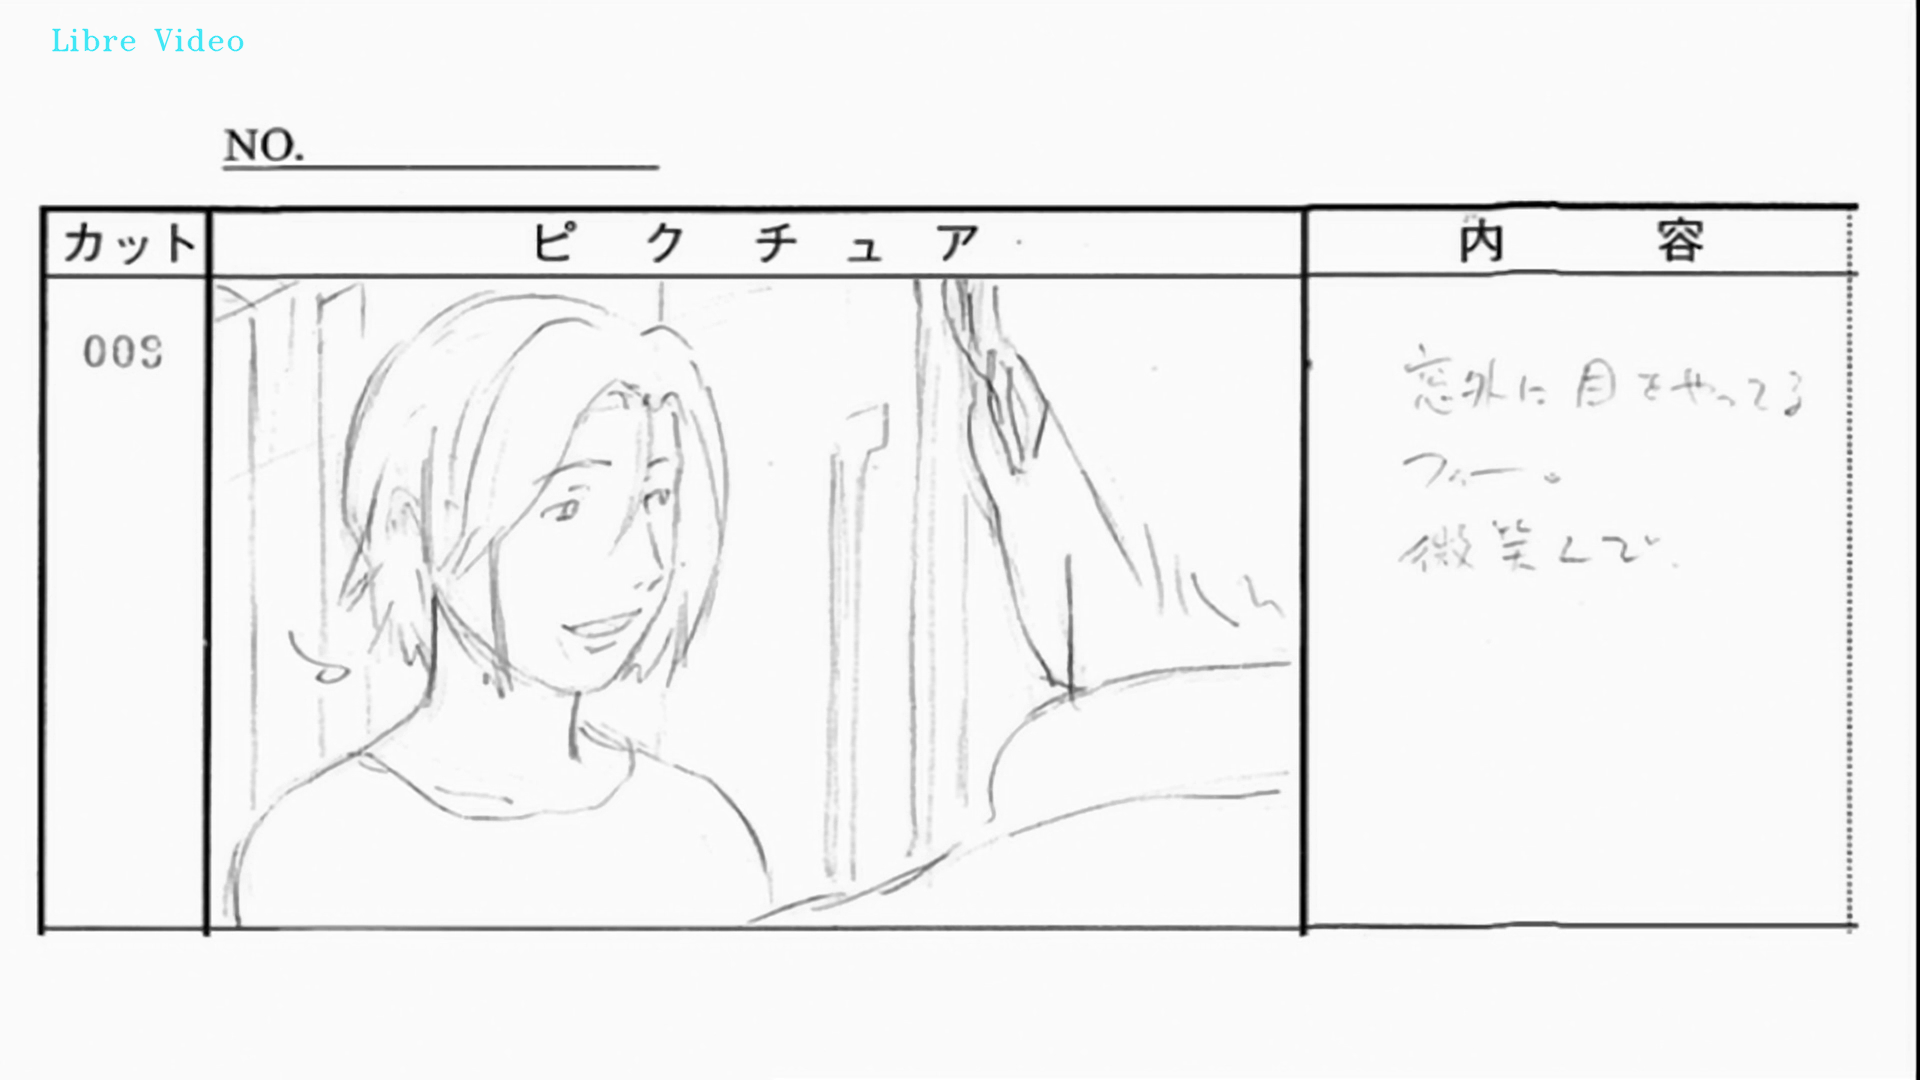 Libre Video
NO.
カット
ピクチュア
内容
009
窓外に目をやってる
フィー。
微笑んで、